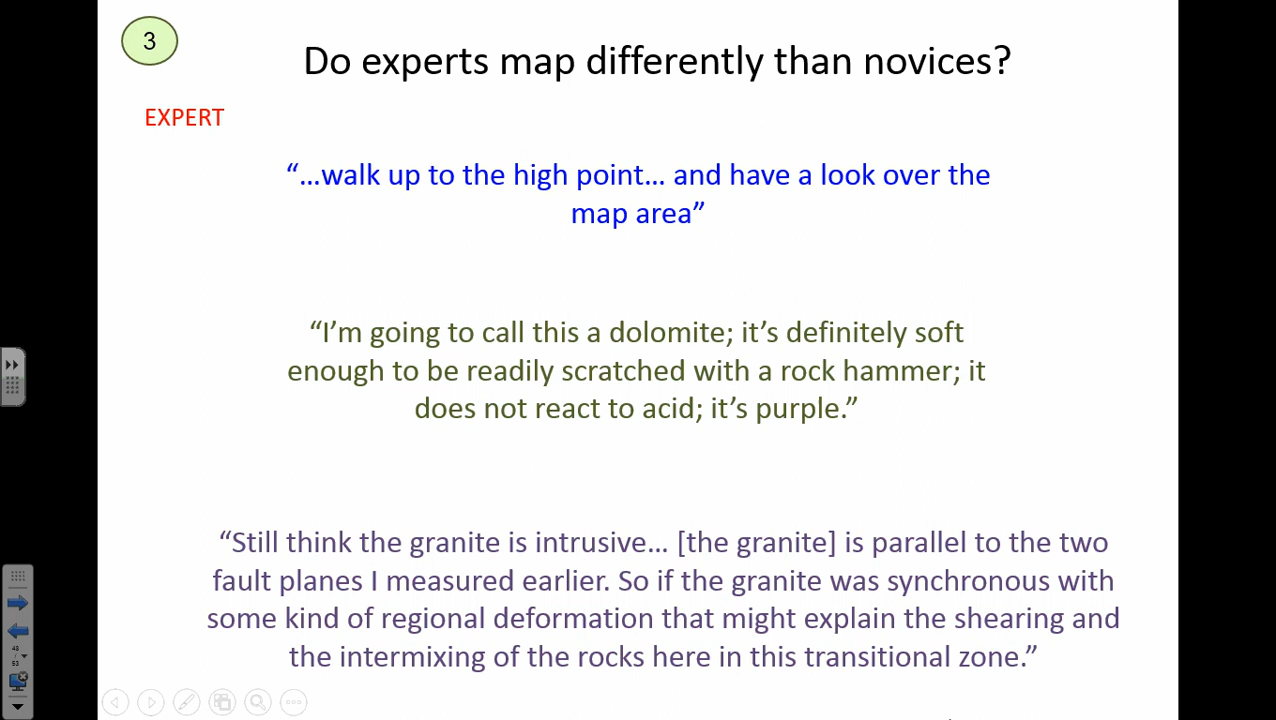 3
Do experts map differently than novices?
EXPERT
“…walk up to the high point… and have a look over the
map area”
“I’m going to call this a dolomite; it’s definitely soft
enough to be readily scratched with a rock hammer; it
does not react to acid; it’s purple.”
“Still think the granite is intrusive… [the granite] is parallel to the two
fault planes I measured earlier. So if the granite was synchronous with
some kind of regional deformation that might explain the shearing and
the intermixing of the rocks here in this transitional zone.”